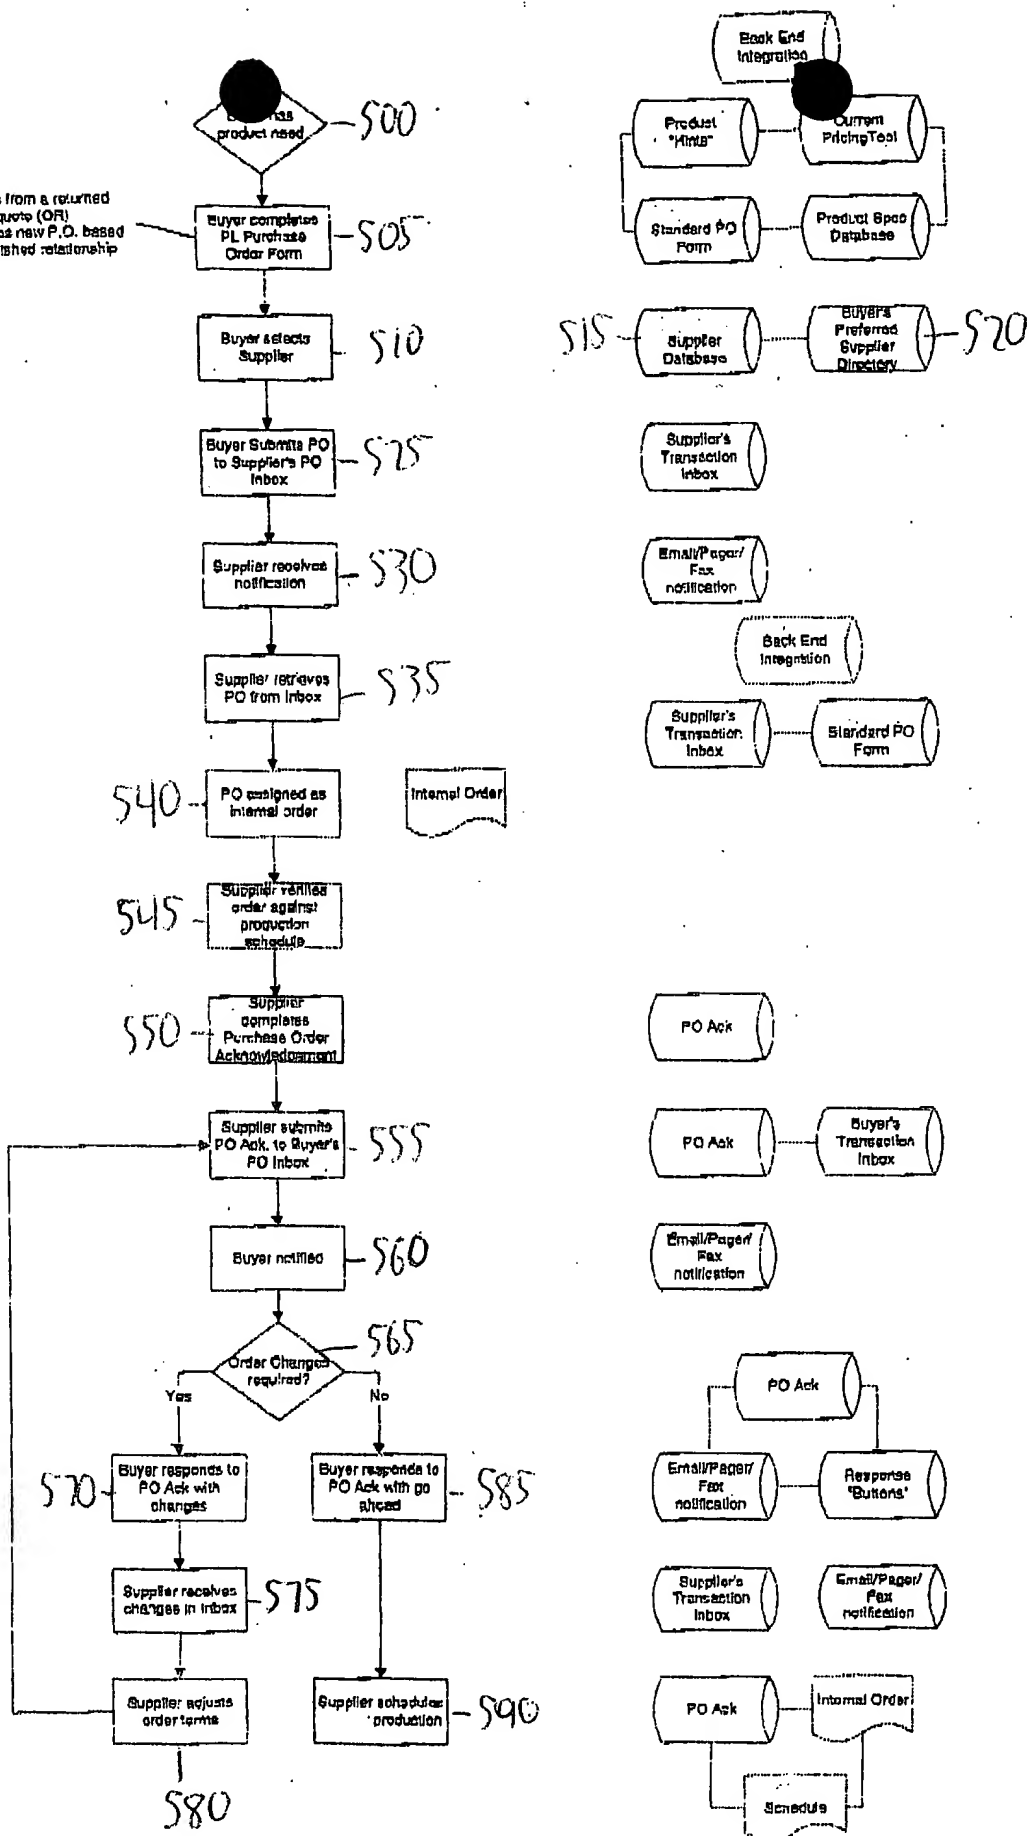 Back End
Integration
has
product need
500
Product
"Hints"
Current
Pricing Tool
from a returned
quote (OR)
as new P.O. based
relationship
Buyer completes
PL Purchase
Order Form
505
Standard PO
Form
Product Spec
Database
Buyer selects
Supplier
510
515
Supplier
Database
Buyer's
Preferred
Supplier
Directory
520
Buyer Submits PO
to Supplier's PO
Inbox
525
Supplier's
Transaction
Inbox
Supplier receives
notification
530
Email/Pager/
Fax
notification
Back End
Integration
Supplier retrieves
PO from Inbox
535
Supplier's
Transaction
Inbox
Standard PO
Form
540
PO assigned as
internal order
Internal Order
545
Supplier verifies
order against
production
schedule
550
Supplier
completes
Purchase Order
Acknowledgement
PO Ack
Supplier submits
PO Ack. to Buyer's
PO Inbox
555
PO Ack
Buyer's
Transaction
Inbox
Buyer notified
560
Email/Pager/
Fax
notification
565
Order Changes
required?
Yes
No
PO Ack
570
Buyer responds to
PO Ack with
changes
Buyer responds to
PO Ack with go
ahead
585
Email/Pager/
Fax
notification
Response
"Buttons"
Supplier receives
changes in Inbox
575
Supplier's
Transaction
Inbox
Email/Pager/
Fax
notification
Supplier adjusts
order terms
580
Supplier schedules
production
590
PO Ack
Internal Order
Schedule